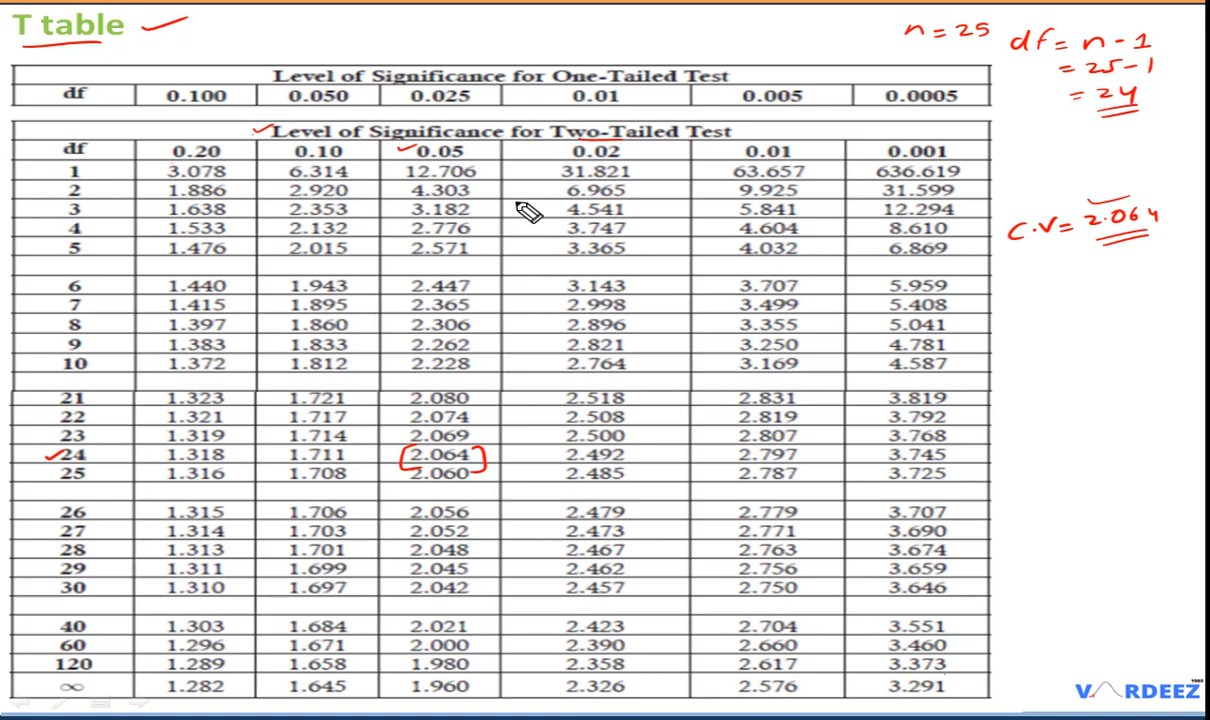 T table
n = 25
df = n - 1
= 25 - 1
= 24
C.V = 2.064
Level of Significance for One-Tailed Test
df 0.100 0.050 0.025 0.01 0.005 0.0005
Level of Significance for Two-Tailed Test
df 0.20 0.10 0.05 0.02 0.01 0.001
1 3.078 6.314 12.706 31.821 63.657 636.619
2 1.886 2.920 4.303 6.965 9.925 31.599
3 1.638 2.353 3.182 4.541 5.841 12.294
4 1.533 2.132 2.776 3.747 4.604 8.610
5 1.476 2.015 2.571 3.365 4.032 6.869
6 1.440 1.943 2.447 3.143 3.707 5.959
7 1.415 1.895 2.365 2.998 3.499 5.408
8 1.397 1.860 2.306 2.896 3.355 5.041
9 1.383 1.833 2.262 2.821 3.250 4.781
10 1.372 1.812 2.228 2.764 3.169 4.587
21 1.323 1.721 2.080 2.518 2.831 3.819
22 1.321 1.717 2.074 2.508 2.819 3.792
23 1.319 1.714 2.069 2.500 2.807 3.768
24 1.318 1.711 2.064 2.492 2.797 3.745
25 1.316 1.708 2.060 2.485 2.787 3.725
26 1.315 1.706 2.056 2.479 2.779 3.707
27 1.314 1.703 2.052 2.473 2.771 3.690
28 1.313 1.701 2.048 2.467 2.763 3.674
29 1.311 1.699 2.045 2.462 2.756 3.659
30 1.310 1.697 2.042 2.457 2.750 3.646
40 1.303 1.684 2.021 2.423 2.704 3.551
60 1.296 1.671 2.000 2.390 2.660 3.460
120 1.289 1.658 1.980 2.358 2.617 3.373
∞ 1.282 1.645 1.960 2.326 2.576 3.291
V RDEEZ